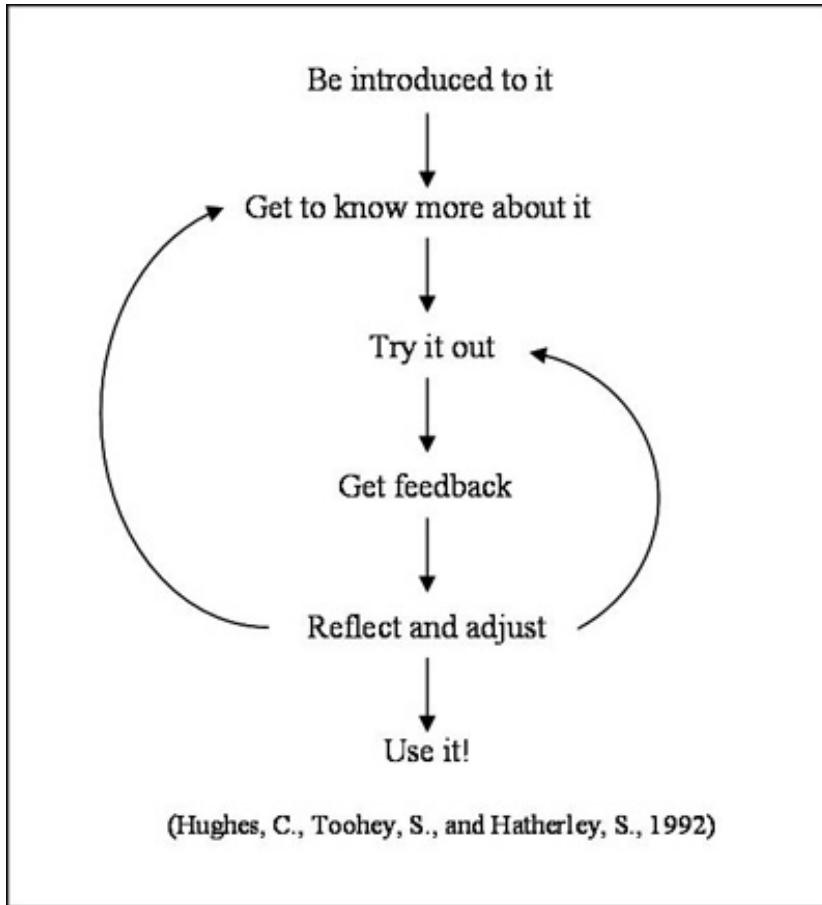 Be introduced to it
Get to know more about it
Try it out
Get feedback
Reflect and adjust
Use it!
(Hughes, C., Toohey, S., and Hatherley, S., 1992)